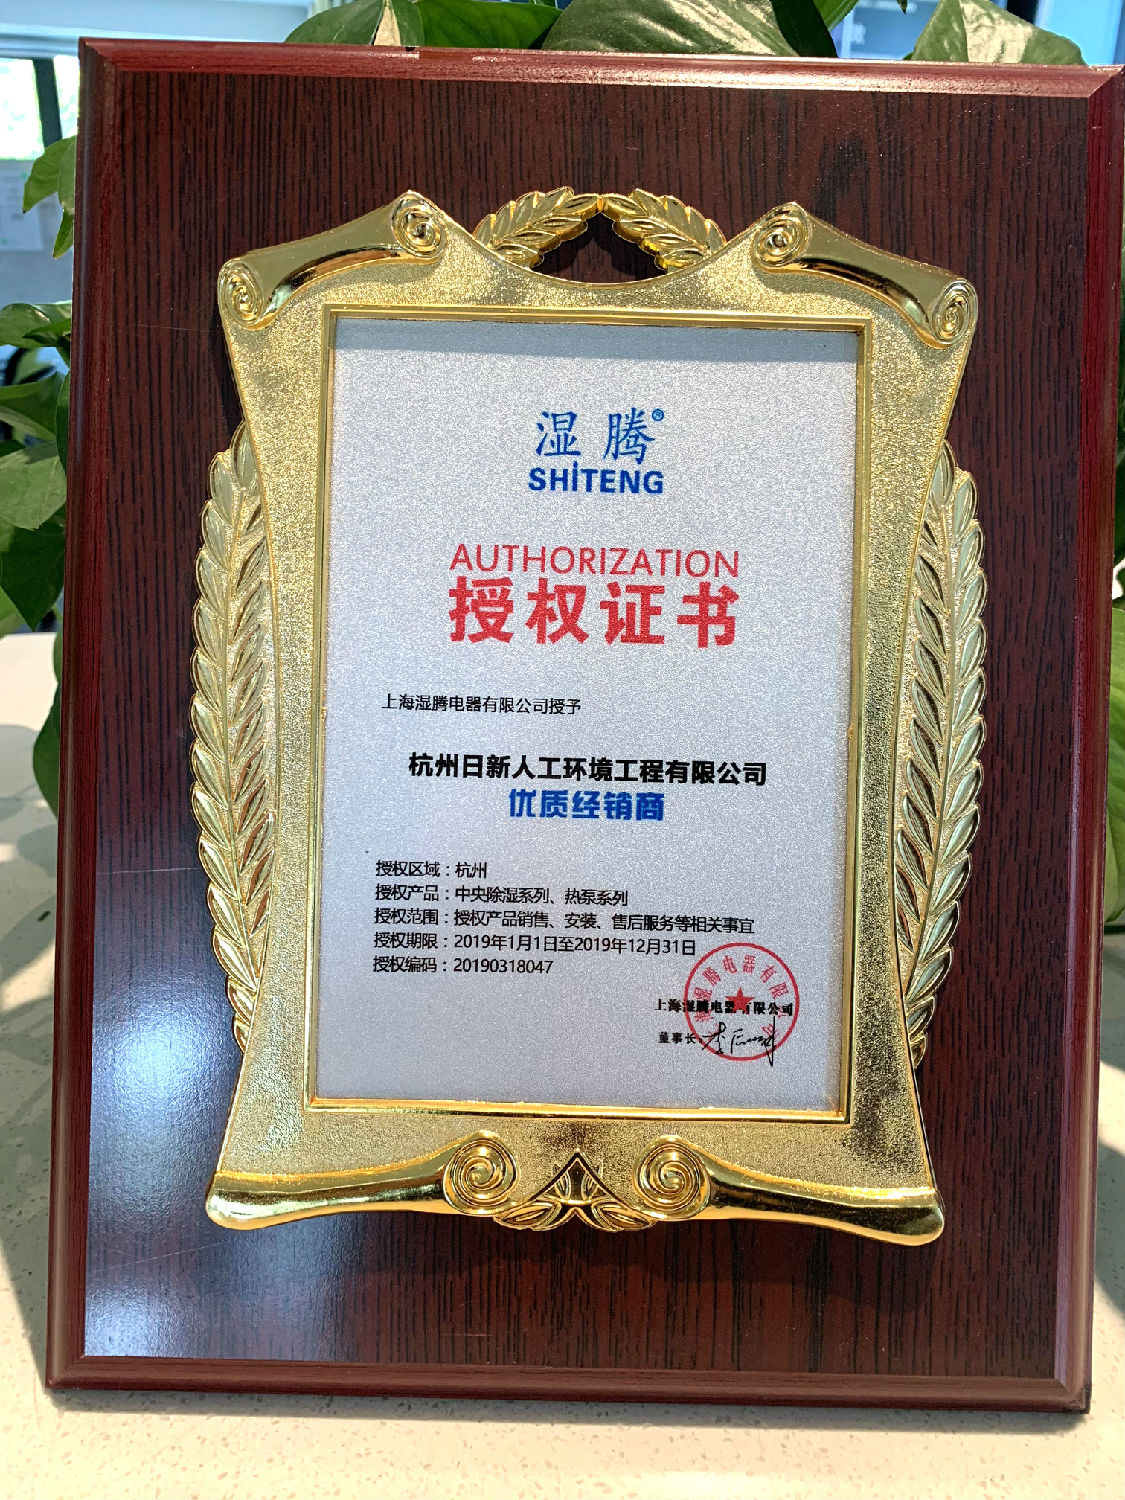 湿腾®
SHITENG
AUTHORIZATION
授权证书
上海湿腾电器有限公司授予
杭州日新人工环境工程有限公司
优质经销商
授权区域：杭州
授权产品：中央除湿系列、热泵系列
授权范围：授权产品销售、安装、售后服务等相关事宜
授权期限：2019年1月1日至2019年12月31日
授权编码：20190318047
上海湿腾电器有限公司
董事长：